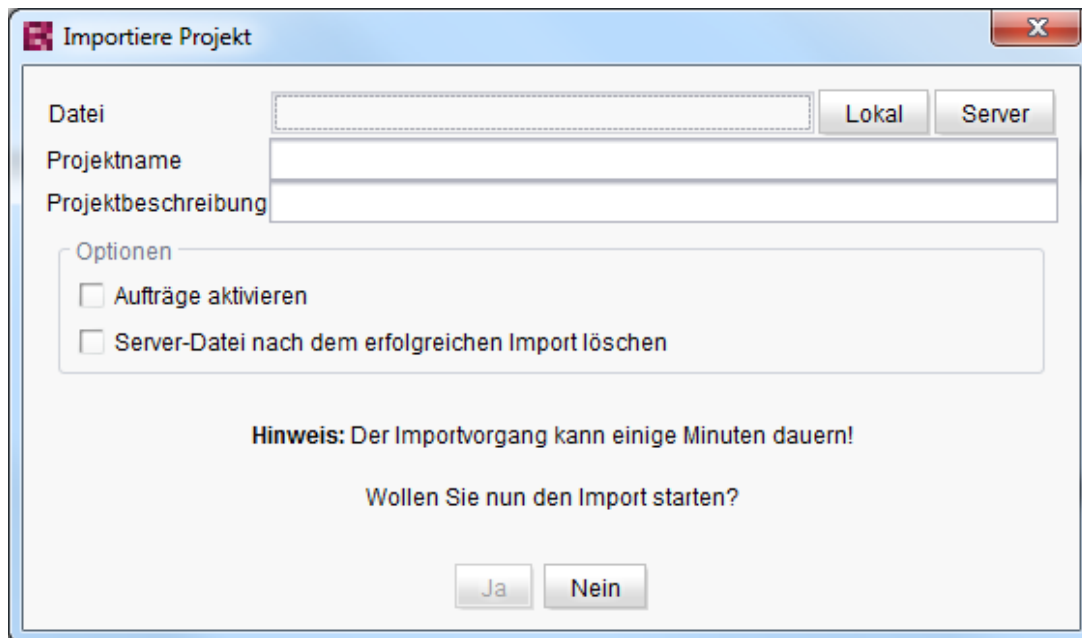 Importiere Projekt
Datei Lokal Server
Projektname
Projektbeschreibung
Optionen
Aufträge aktivieren
Server-Datei nach dem erfolgreichen Import löschen
Hinweis: Der Importvorgang kann einige Minuten dauern!
Wollen Sie nun den Import starten?
Ja Nein